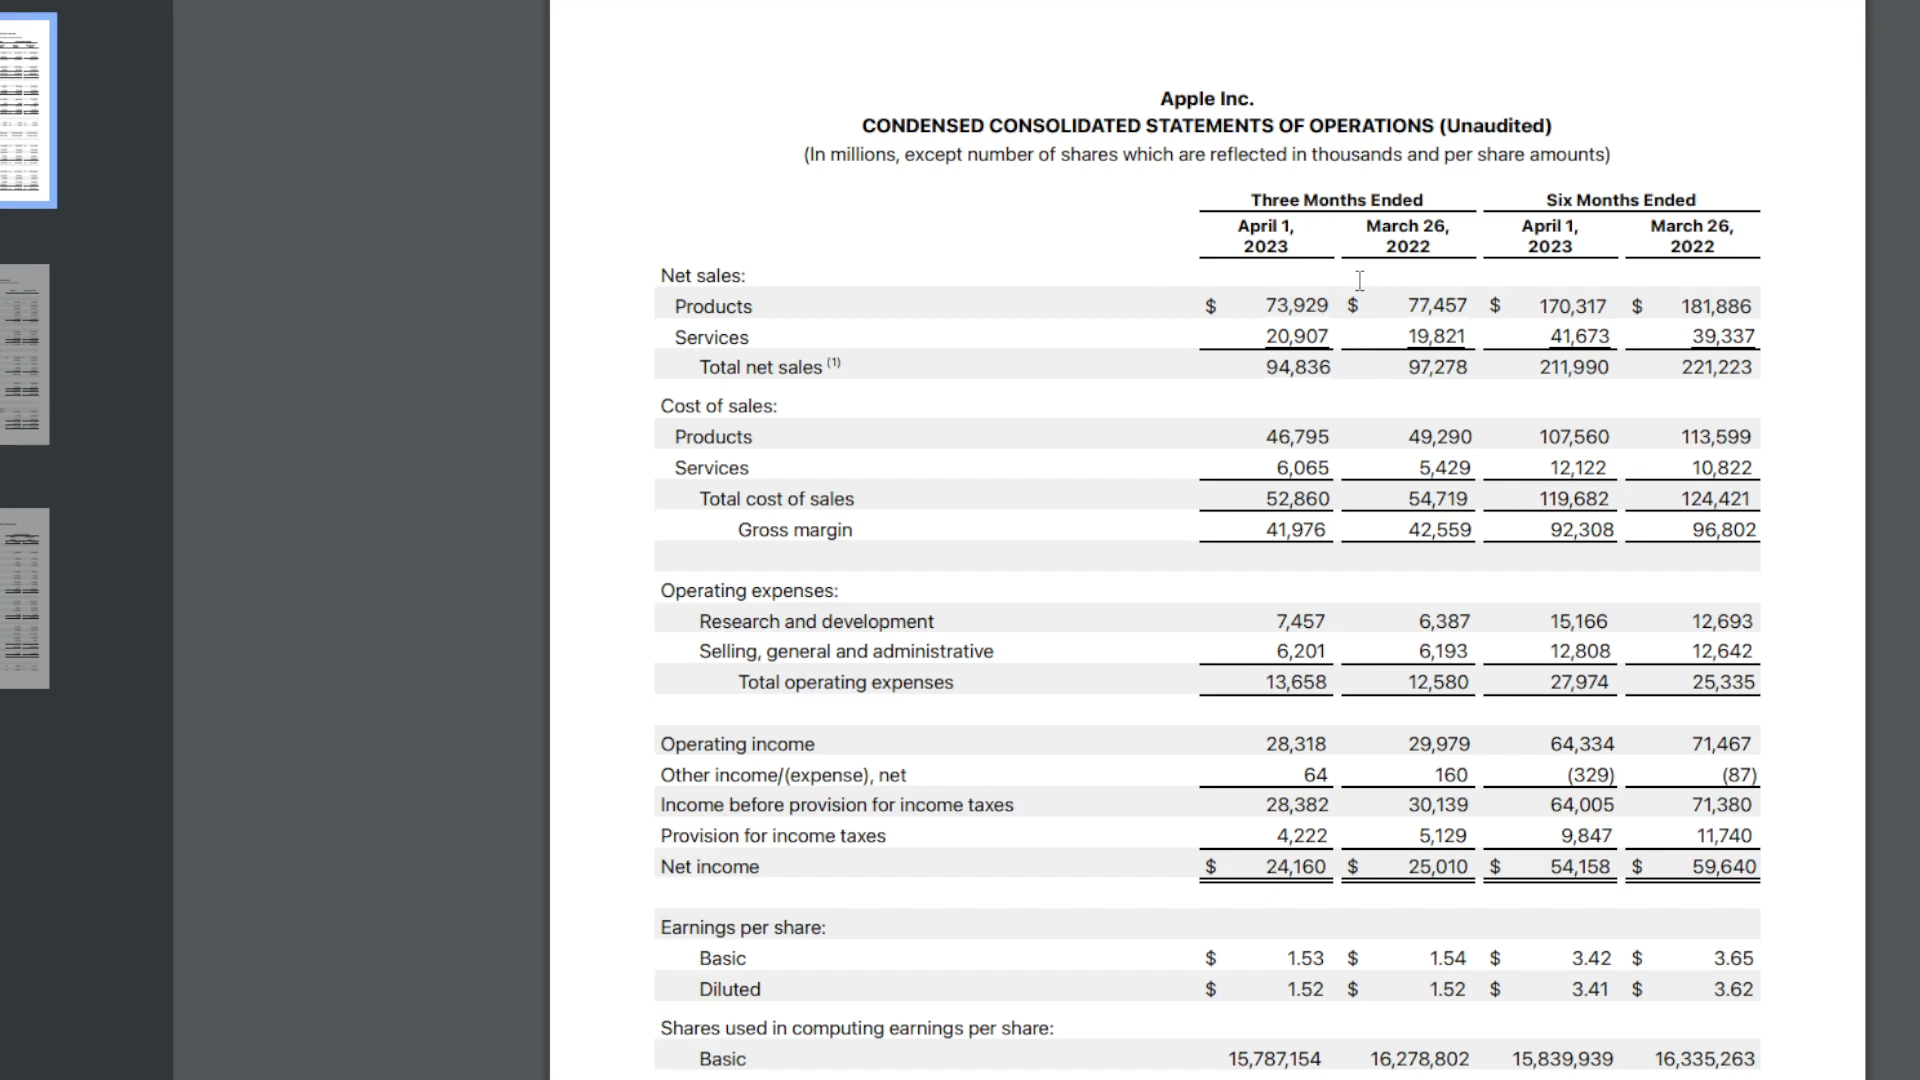 Apple Inc.
CONDENSED CONSOLIDATED STATEMENTS OF OPERATIONS (Unaudited)
(In millions, except number of shares which are reflected in thousands and per share amounts)
Three Months Ended Six Months Ended
April 1, 2023 March 26, 2022 April 1, 2023 March 26, 2022
Net sales:
Products $ 73,929 $ 77,457 $ 170,317 $ 181,886
Services 20,907 19,821 41,673 39,337
Total net sales (1) 94,836 97,278 211,990 221,223
Cost of sales:
Products 46,795 49,290 107,560 113,599
Services 6,065 5,429 12,122 10,822
Total cost of sales 52,860 54,719 119,682 124,421
Gross margin 41,976 42,559 92,308 96,802
Operating expenses:
Research and development 7,457 6,387 15,166 12,693
Selling, general and administrative 6,201 6,193 12,808 12,642
Total operating expenses 13,658 12,580 27,974 25,335
Operating income 28,318 29,979 64,334 71,467
Other income/(expense), net 64 160 (329) (87)
Income before provision for income taxes 28,382 30,139 64,005 71,380
Provision for income taxes 4,222 5,129 9,847 11,740
Net income $ 24,160 $ 25,010 $ 54,158 $ 59,640
Earnings per share:
Basic $ 1.53 $ 1.54 $ 3.42 $ 3.65
Diluted $ 1.52 $ 1.52 $ 3.41 $ 3.62
Shares used in computing earnings per share:
Basic 15,787,154 16,278,802 15,839,939 16,335,263